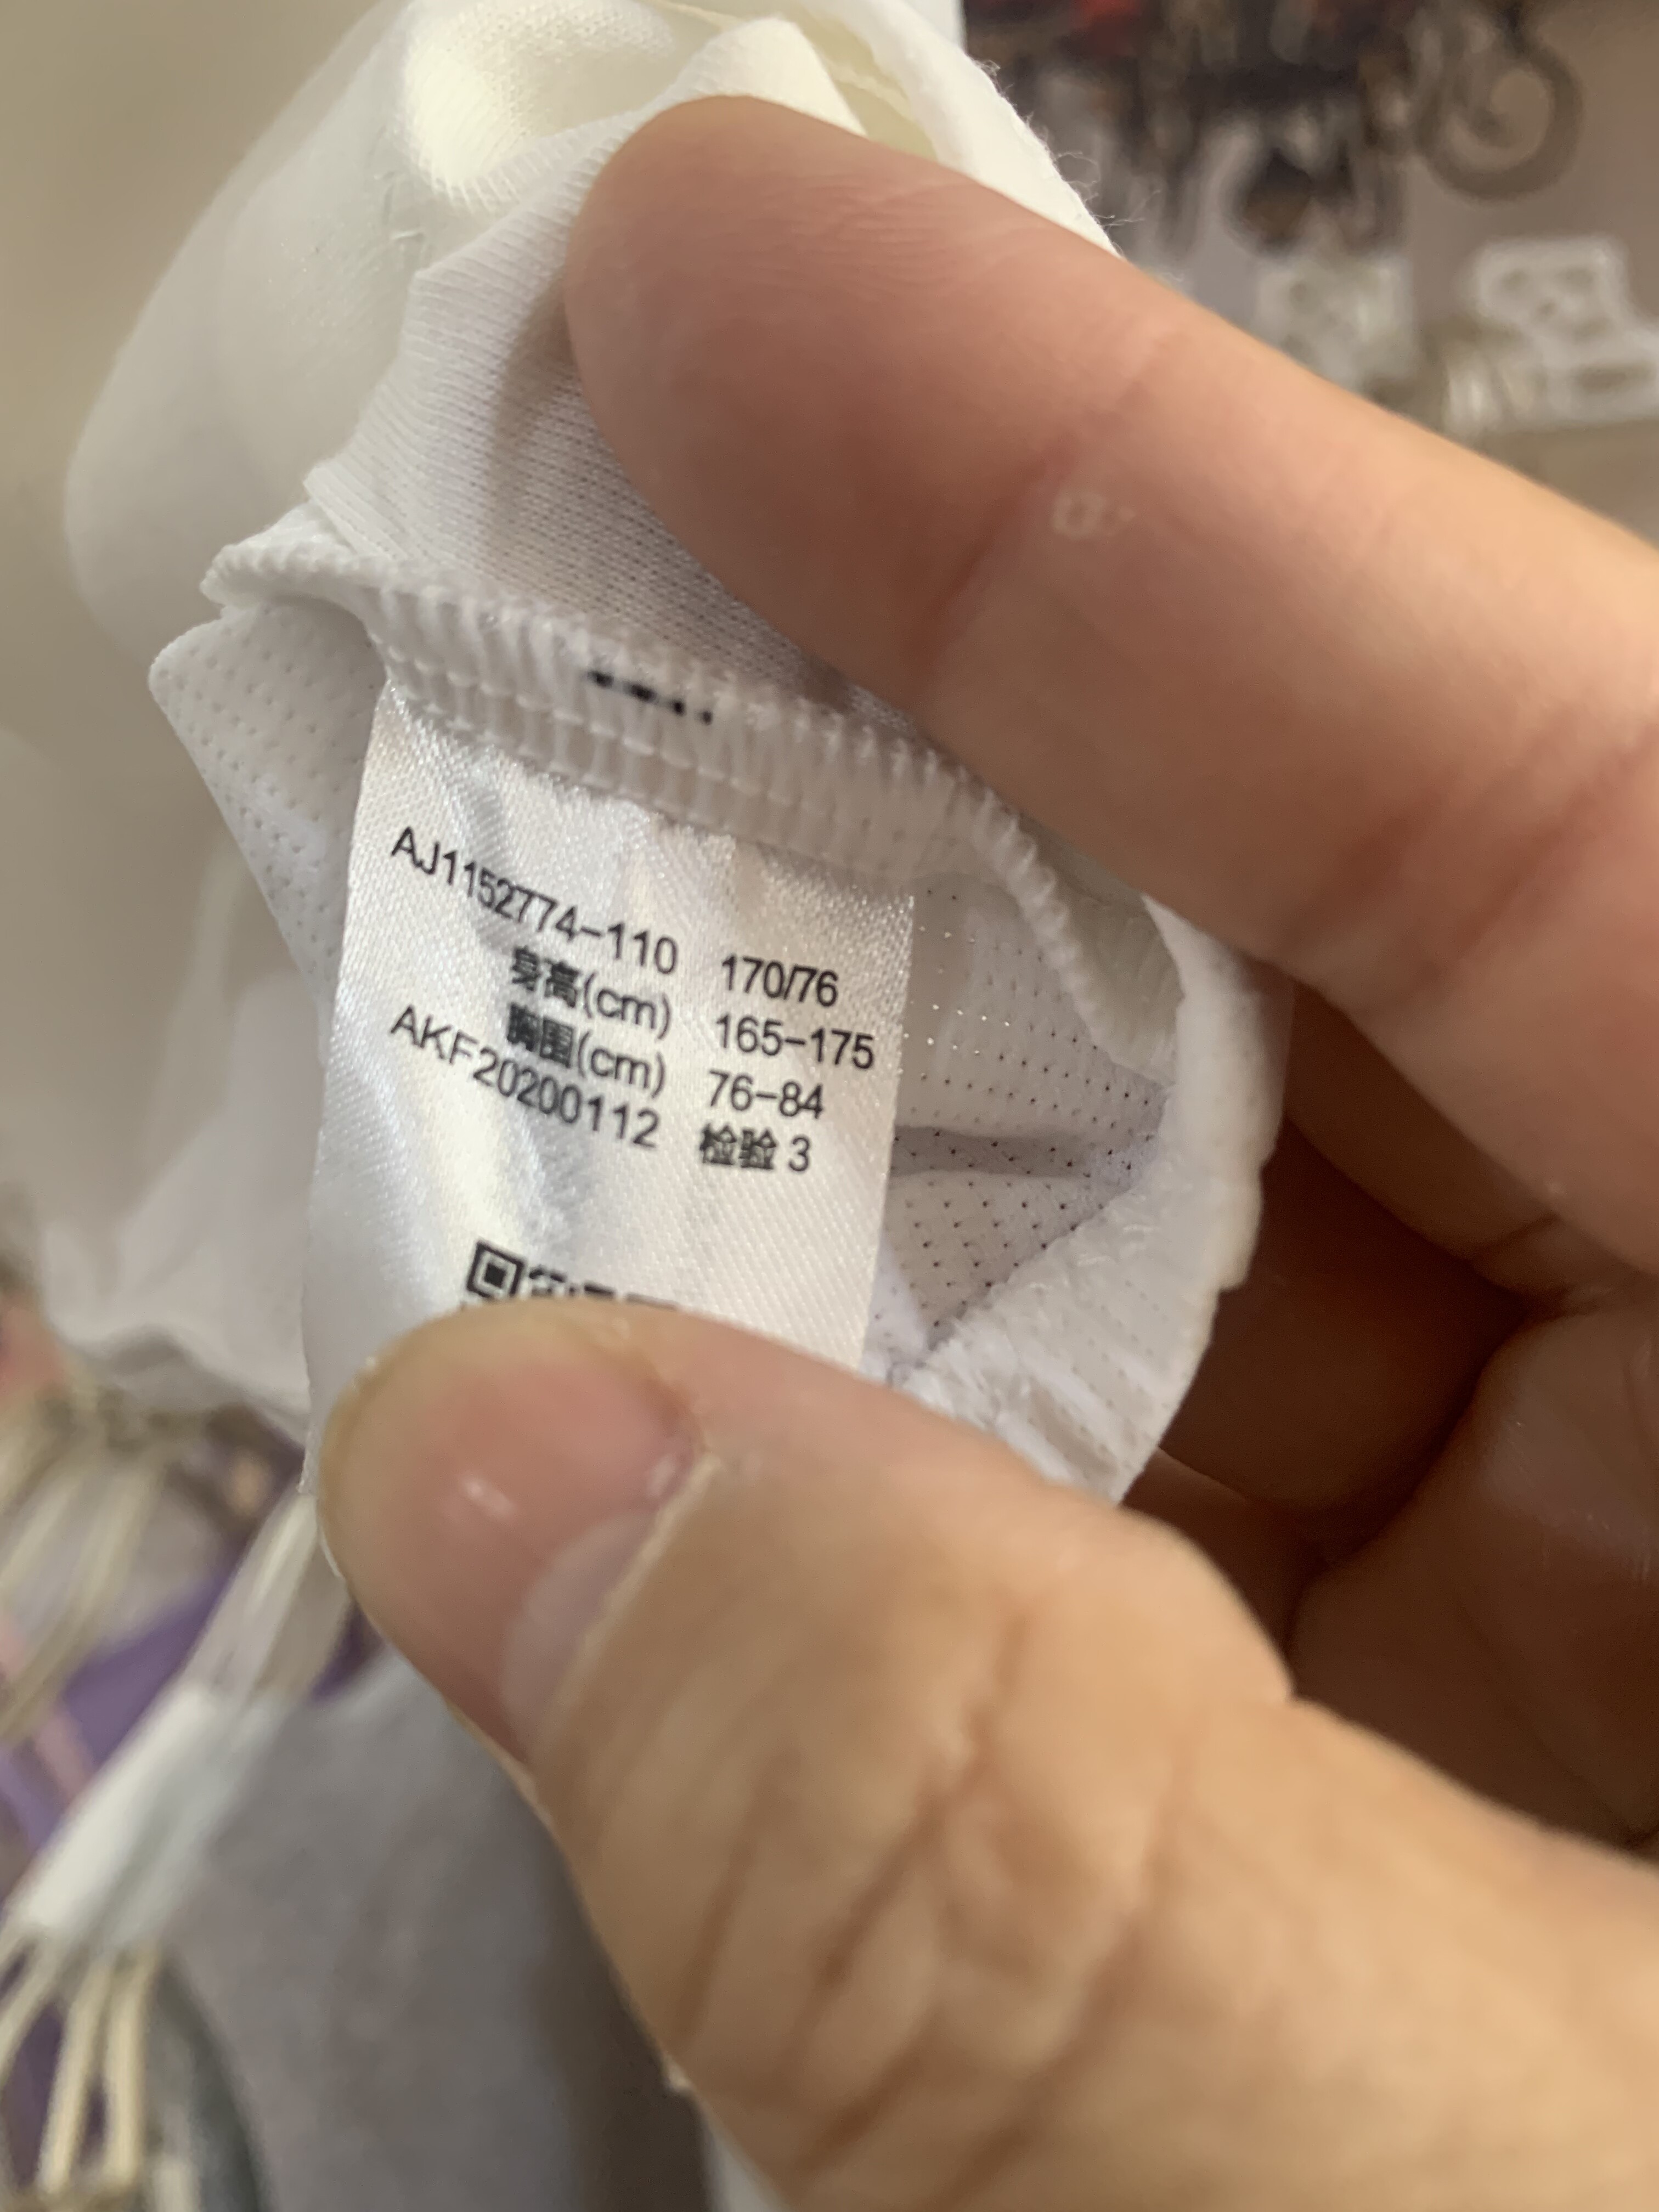 AJ1152774-110 170/76
身高(cm) 165-175
胸围(cm) 76-84
AKF20200112 检验 3